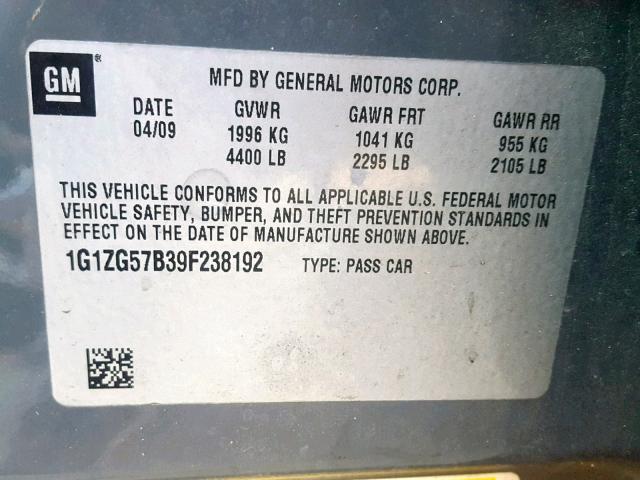 GM®
MFD BY GENERAL MOTORS CORP.
DATE GVWR GAWR FRT GAWR RR
04/09 1996 KG 1041 KG 955 KG
4400 LB 2295 LB 2105 LB
THIS VEHICLE CONFORMS TO ALL APPLICABLE U.S. FEDERAL MOTOR
VEHICLE SAFETY, BUMPER, AND THEFT PREVENTION STANDARDS IN
EFFECT ON THE DATE OF MANUFACTURE SHOWN ABOVE.
1G1ZG57B39F238192 TYPE: PASS CAR